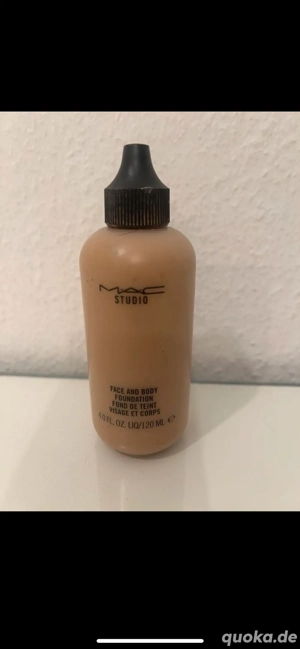 MAC
STUDIO
FACE AND BODY
FOUNDATION
FOND DE TEINT
VISAGE ET CORPS
4.0 FL. OZ. LIQ/120 ML e
quoka.de